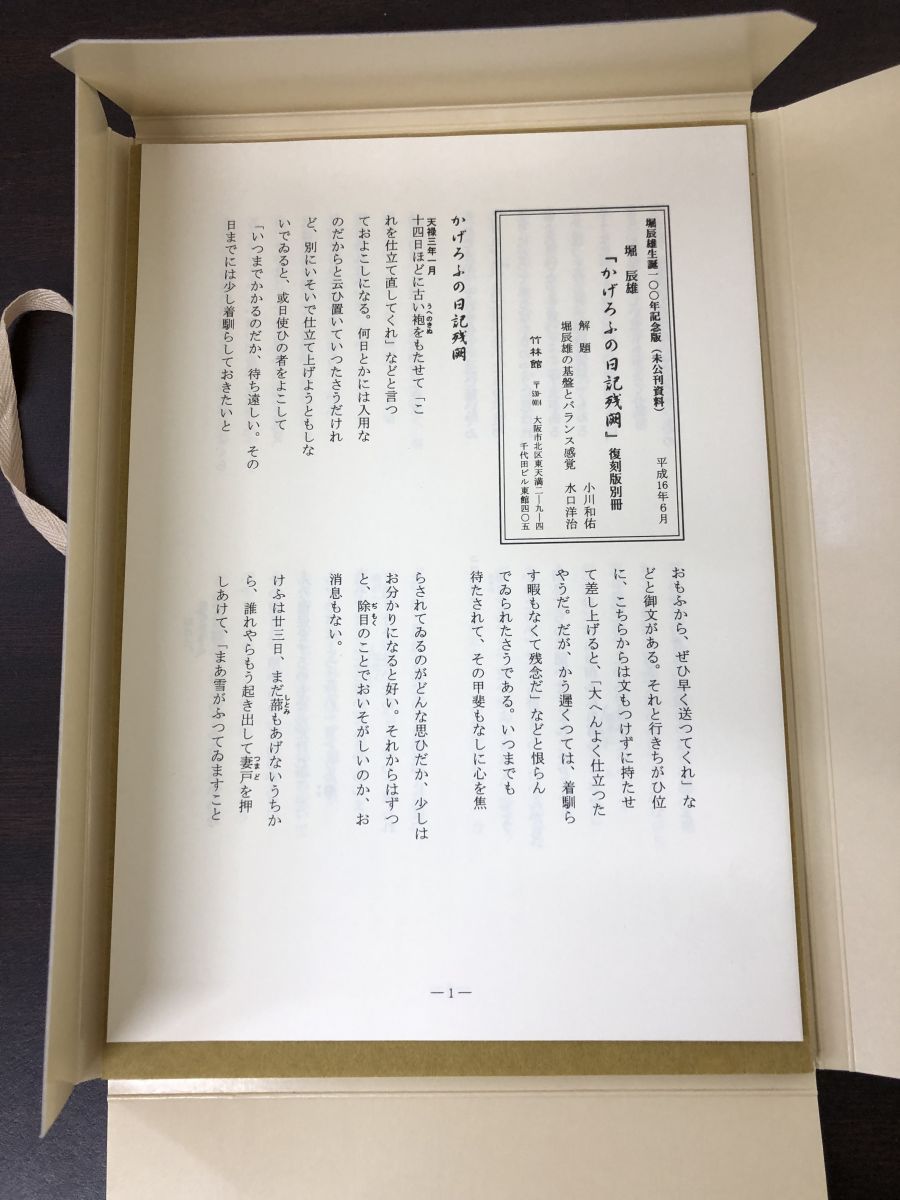 堀辰雄生誕一〇〇年記念版（未公刊資料）
平成16年6月
堀 辰雄
「かげろふの日記残闕」復刻版別冊
解題 小川和佑
堀辰雄の基盤とバランス感覚 水口洋治
竹林館 〒530-0014 大阪市北区東天満二―九―四
千代田ビル東館四〇五
かげろふの日記残闕
天禄三年一月
十四日ほどに古い袍をもたせて「こ
うへのきぬ
れを仕立て直してくれ」などと言つ
ておよこしになる。何日とかには入用な
のだからと云ひ置いていつたさうだけれ
ど、別にいそいで仕立て上げようともしな
いでゐると、或日使ひの者をよこして
「いつまでかかるのだか、待ち遠しい。その
日までには少し着馴らしておきたいと
おもふから、ぜひ早く送つてくれ」な
どと御文がある。それと行きちがひ位
に、こちらからは文もつけずに持たせ
て差し上げると、「大へんよく仕立つた
やうだ。だが、かう遅くつては、着馴ら
す暇もなくて残念だ」などと恨らん
でゐられたさうである。いつまでも
待たされて、その甲斐もなしに心を焦
らされてゐるのがどんな思ひだか、少しは
お分かりになると好い。それからはずつ
と、除目のことでおいそがしいのか、お
ぢもく
消息もない。
けふは廿三日、まだ蔀もあげないうちか
しとみ
ら、誰れやらもう起き出して妻戸を押
つまど
しあけて、「まあ雪がふつてゐますこと
―1―